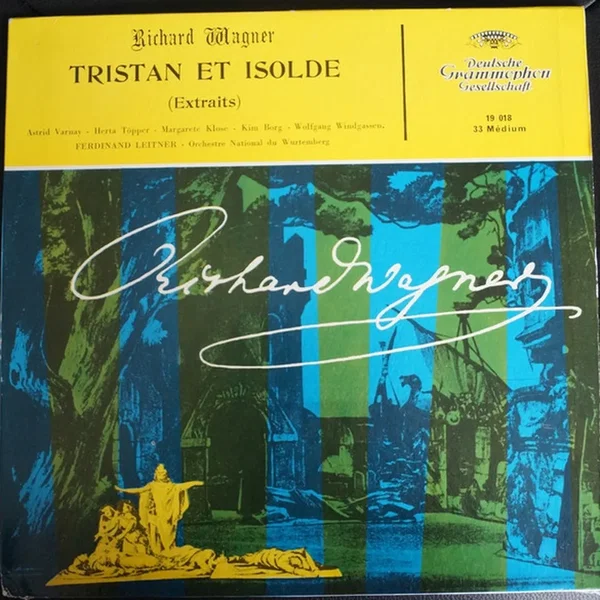 Richard Wagner
TRISTAN ET ISOLDE
(Extraits)
Astrid Varnay - Herta Töpper - Margarete Klose - Kim Borg - Wolfgang Windgassen,
FERDINAND LEITNER - Orchestre National du Wurtemberg
Deutsche
Grammophon
Gesellschaft
19 018
33 Médium
Richard Wagner